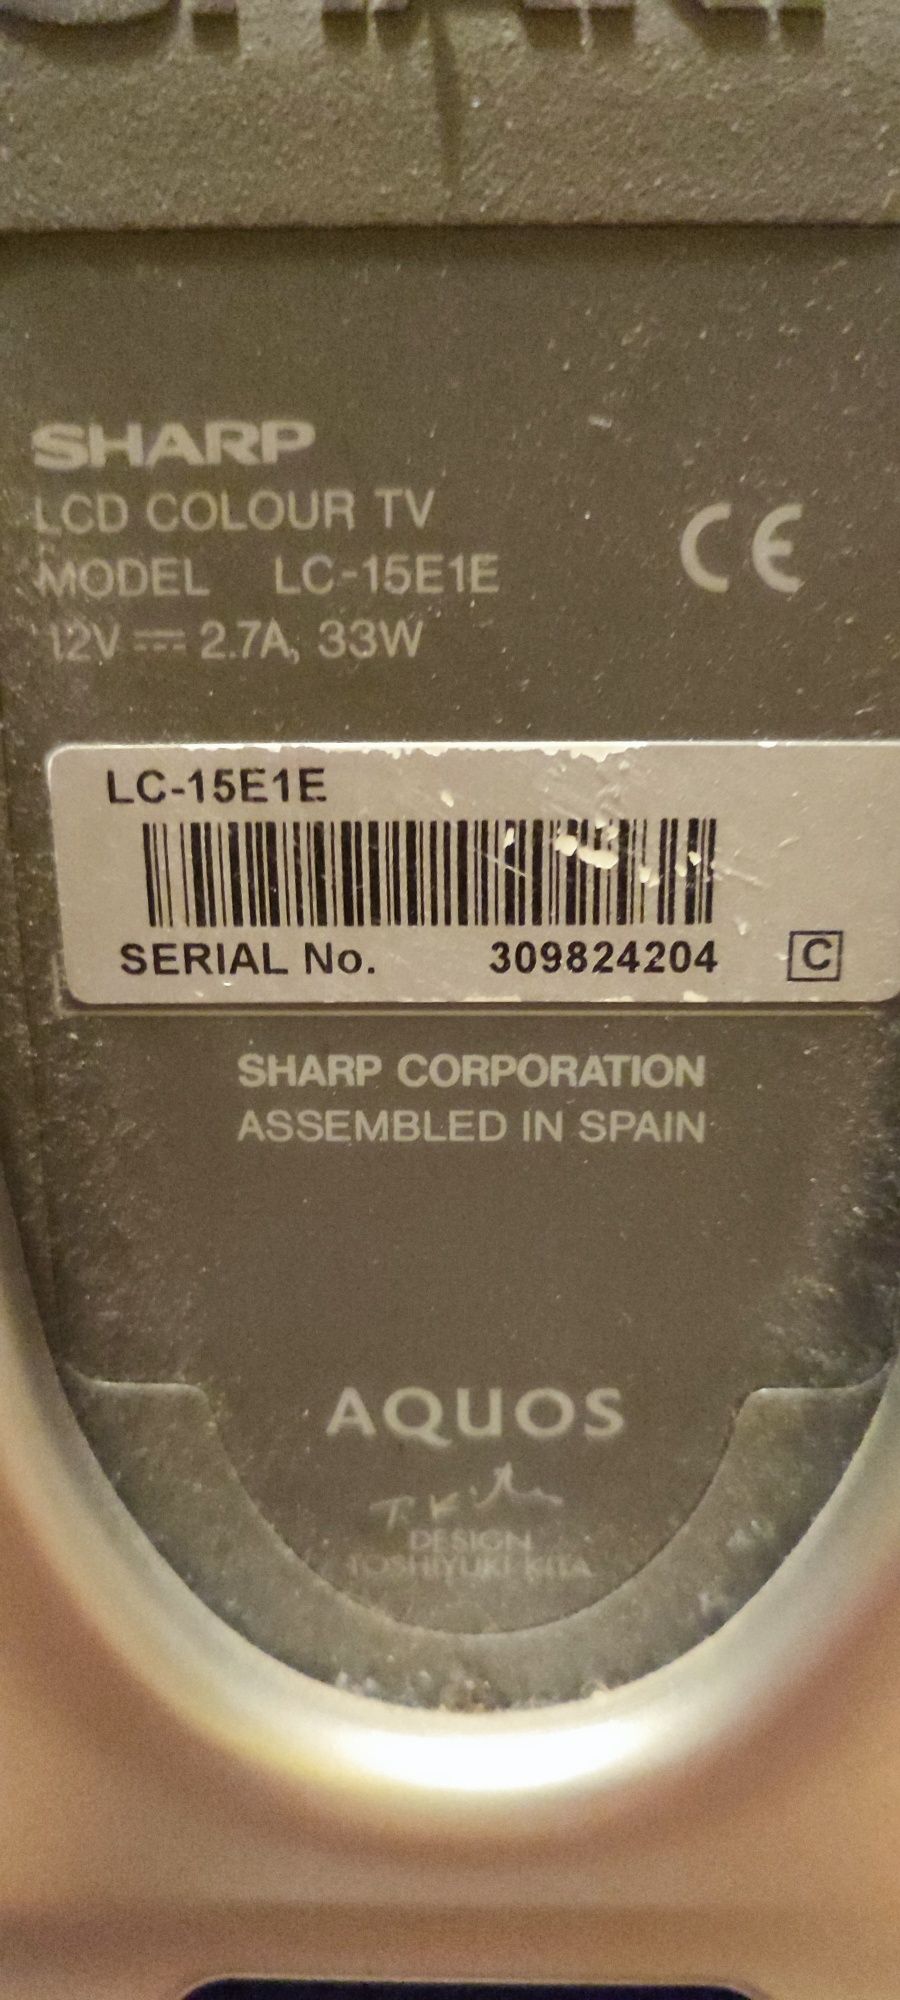 SHARP
LCD COLOUR TV
MODEL LC-15E1E
12V ⎓ 2.7A, 33W
CE
LC-15E1E
SERIAL No. 309824204 C
SHARP CORPORATION
ASSEMBLED IN SPAIN
AQUOS
DESIGN
TOSHIYUKI KITA